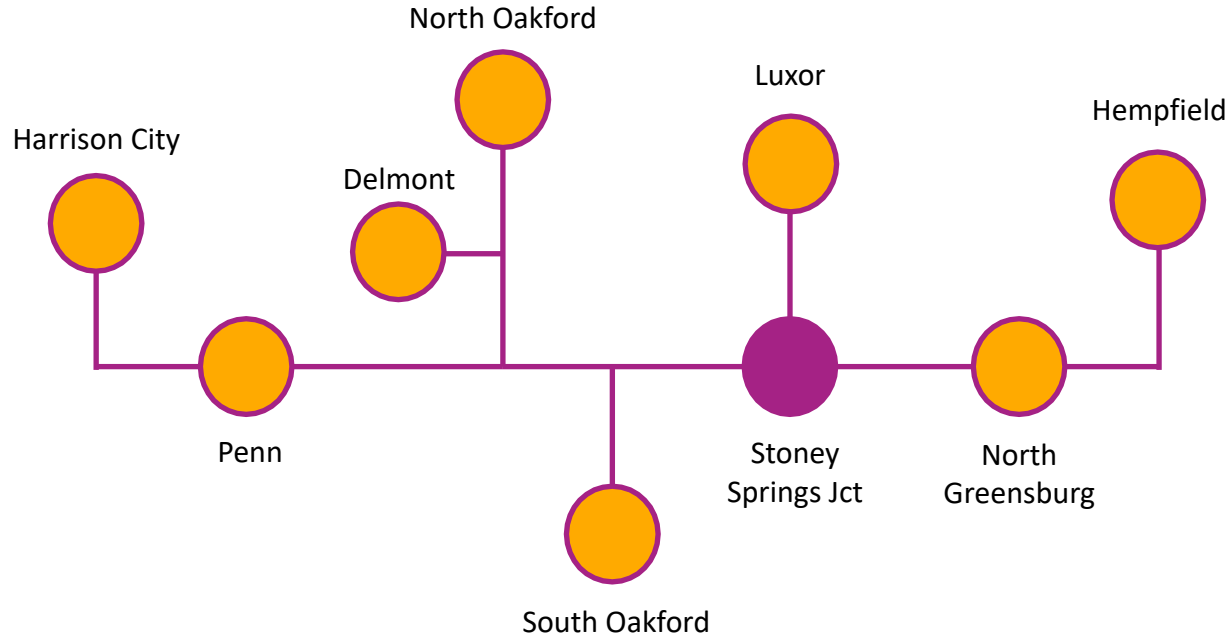 North Oakford
Luxor
Hempfield
Harrison City
Delmont
Penn
Stoney
Springs Jct
North
Greensburg
South Oakford